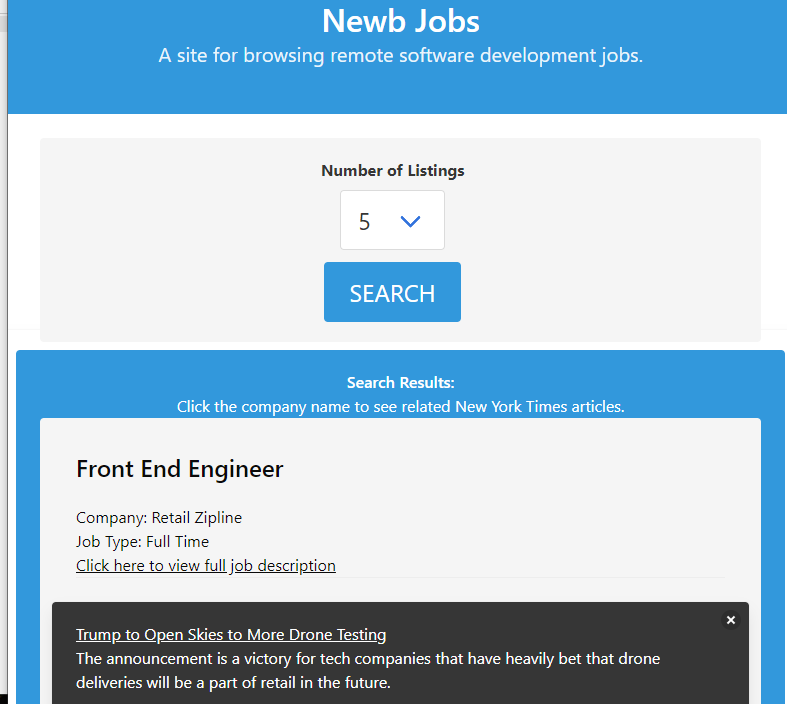 Newb Jobs
A site for browsing remote software development jobs.
Number of Listings
5
SEARCH
Search Results:
Click the company name to see related New York Times articles.
Front End Engineer
Company: Retail Zipline
Job Type: Full Time
Click here to view full job description
Trump to Open Skies to More Drone Testing
The announcement is a victory for tech companies that have heavily bet that drone
deliveries will be a part of retail in the future.